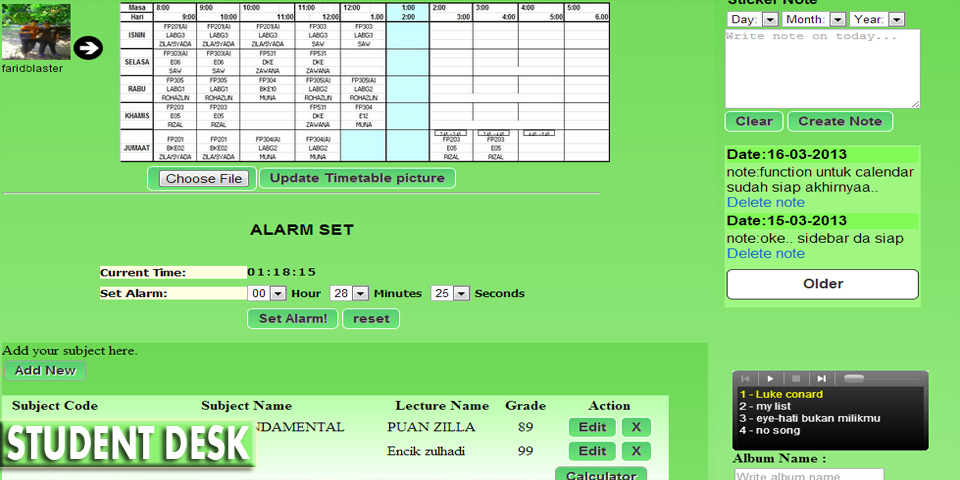 faridblaster
Masa 8:00 9:00 10:00 11:00 12:00 1:00 2:00 3:00 4:00 5:00
Hari 9:00 10:00 11:00 12:00 1.00 2:00 3:00 4:00 5:00 6.00
FP201(A) FP201(A) FP201(A) FP303 FP303
ISNIN LABG3 LABG3 LABG3 LABG3 LABG3
ZILA/SYADA ZILA/SYADA ZILA/SYADA SAW SAW
FP303(A) FP303(A) FP531 FP531
SELASA E06 E06 DKE DKE
SAW SAW ZAWANA ZAWANA
FP305 FP305 FP304 FP305(A) FP305(A)
RABU LABG1 LABG1 BKE10 LABG2 LABG2
ROHAZLIN ROHAZLIN MUNA ROHAZLIN ROHAZLIN
FP203 FP203 FP531 E12
KHAMIS E05 E05 DKE
RIZAL RIZAL ZAWANA MUNA
FP201 FP201 FP304(A) FP304(A) FP203 FP203
JUMAAT BKE02 BKE02 LABG2 LABG2 E05 E05
ZILA/SYADA ZILA/SYADA MUNA MUNA RIZAL RIZAL
Choose File Update Timetable picture
ALARM SET
Current Time: 01:18:15
Set Alarm: 00 Hour 28 Minutes 25 Seconds
Set Alarm! reset
Add your subject here.
Add New
Subject Code Subject Name Lecture Name Grade Action
NDAMENTAL PUAN ZILLA 89 Edit X
Encik zulhadi 99 Edit X
Calculator
STUDENT DESK
Sticker Note
Day: Month: Year:
Write note on today...
Clear Create Note
Date:16-03-2013
note:function untuk calendar
sudah siap akhirnyaa..
Delete note
Date:15-03-2013
note:oke.. sidebar da siap
Delete note
Older
1 - Luke conard
2 - my list
3 - eye-hati bukan milikmu
4 - no song
Album Name :
Write album name